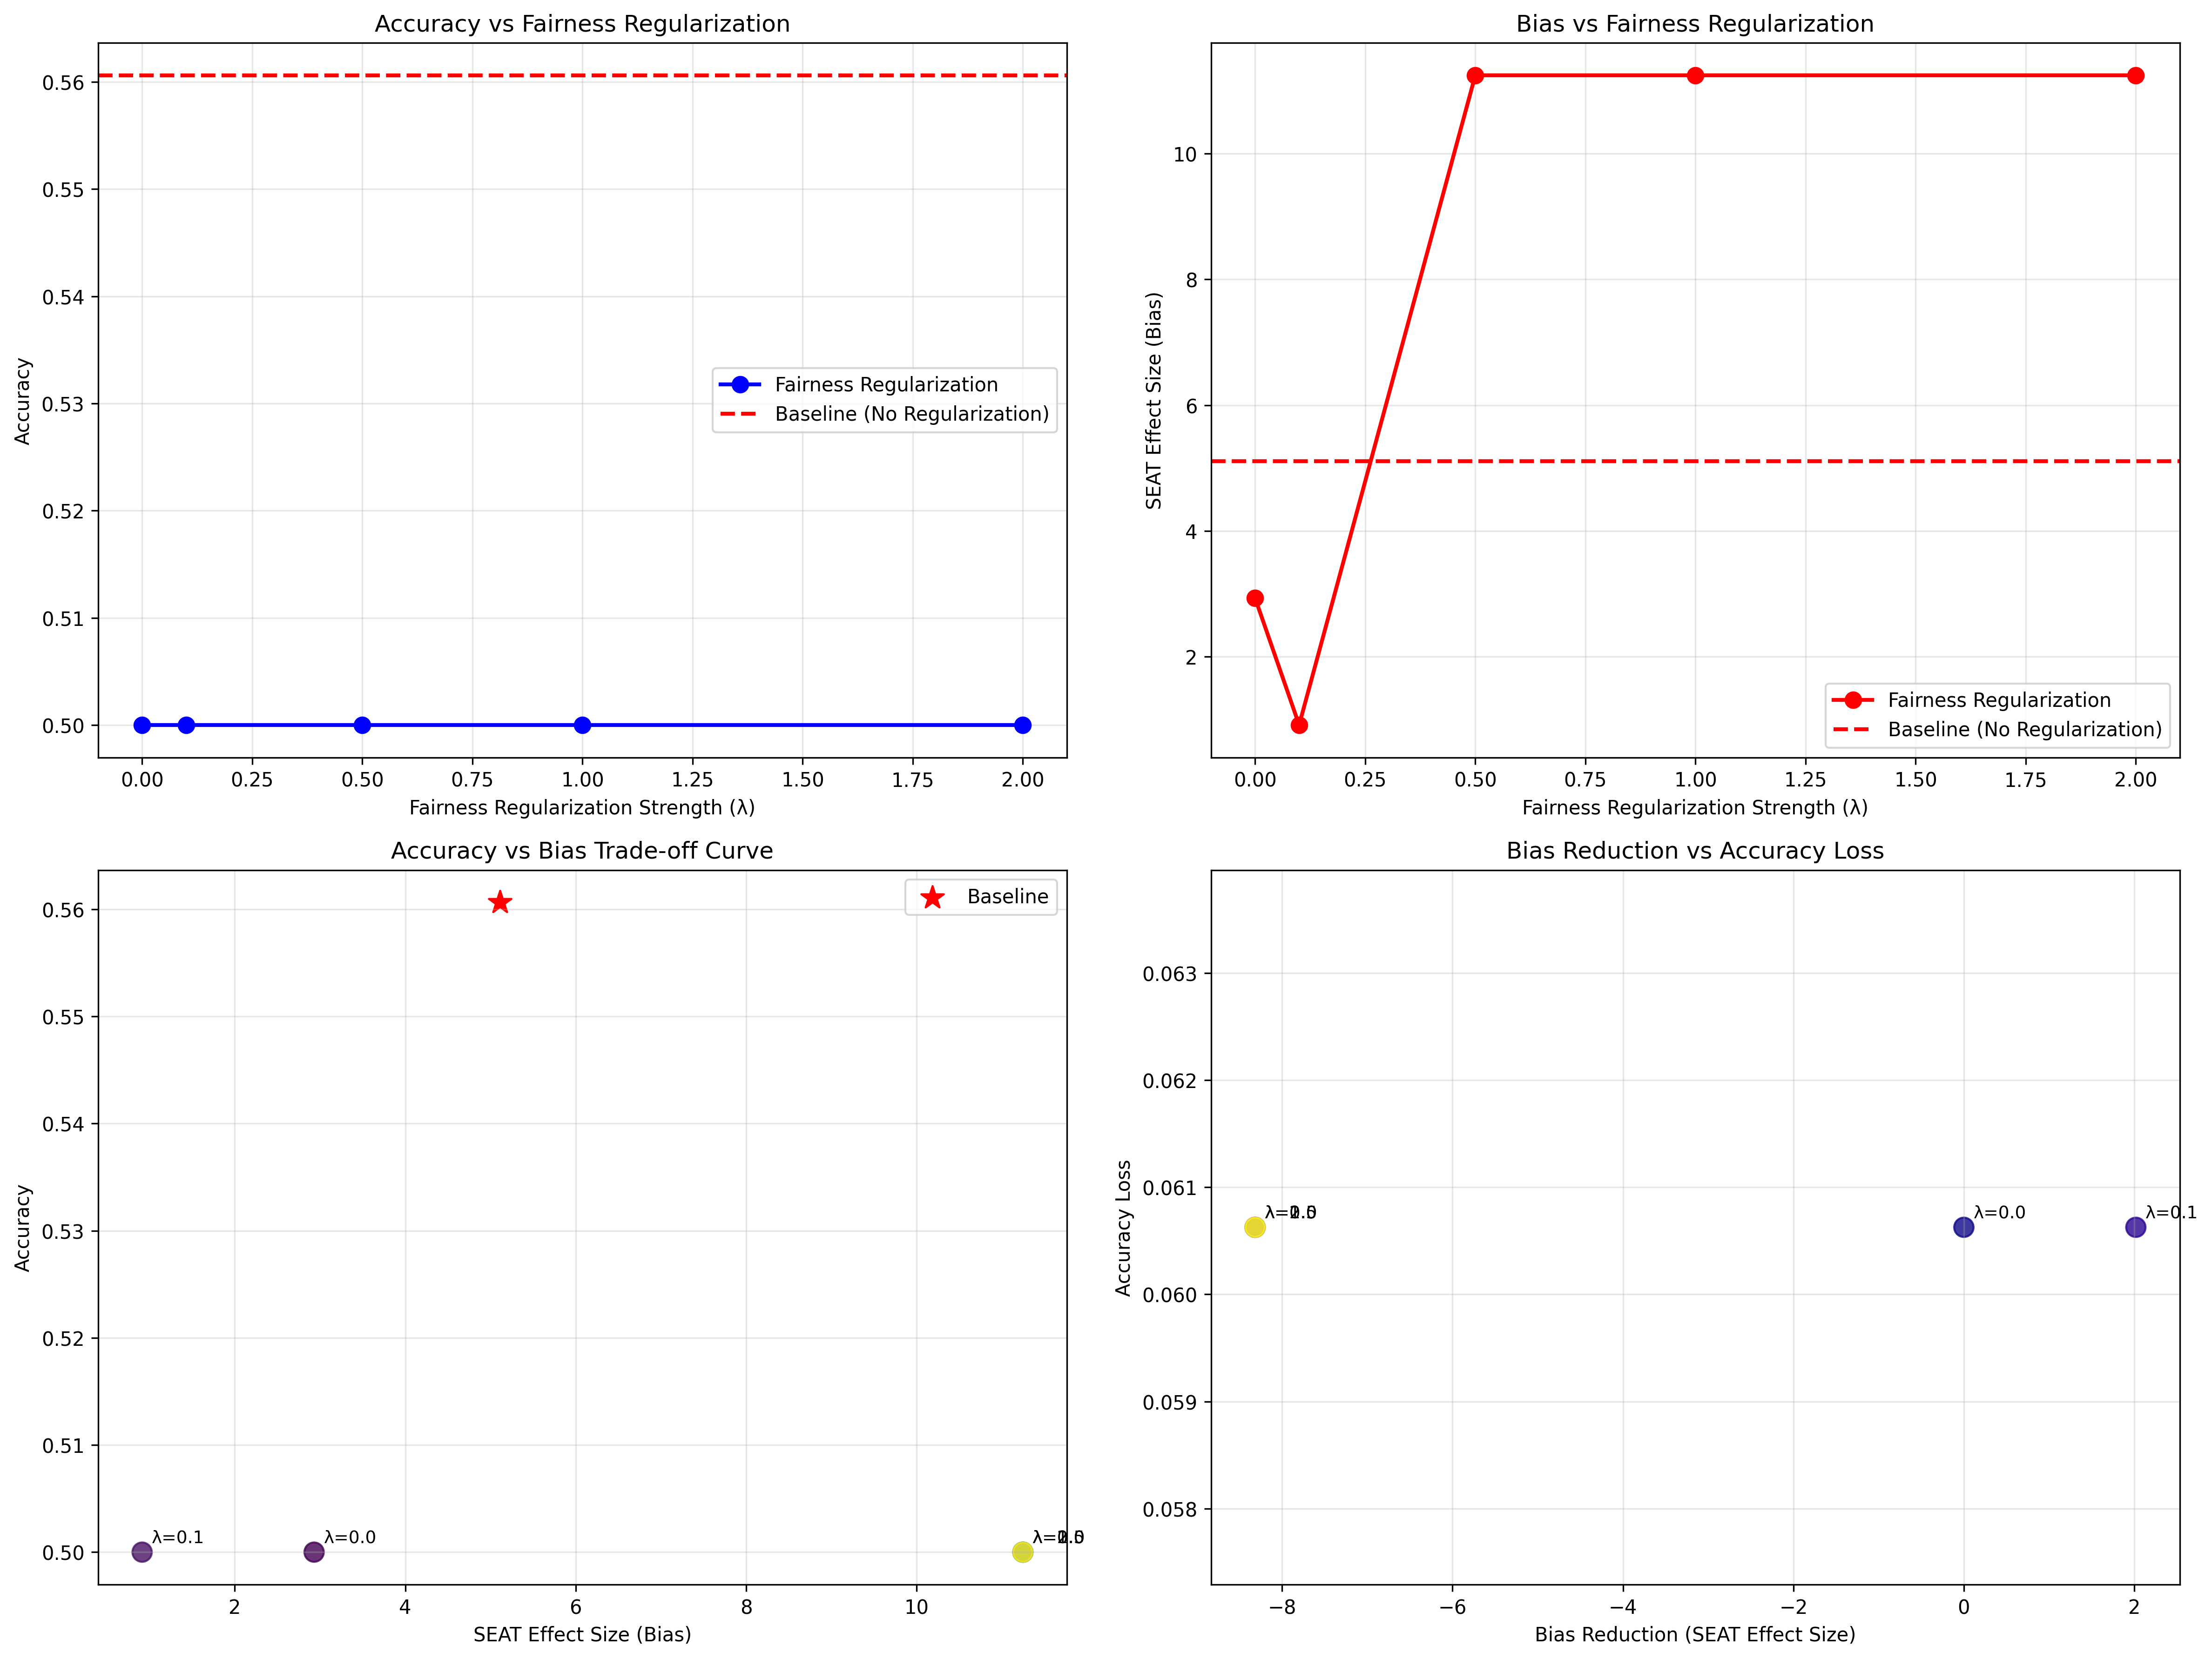 Accuracy vs Fairness Regularization
Accuracy
0.56
0.55
0.54
0.53
0.52
0.51
0.50
Fairness Regularization
Baseline (No Regularization)
0.00 0.25 0.50 0.75 1.00 1.25 1.50 1.75 2.00
Fairness Regularization Strength (λ)
Bias vs Fairness Regularization
SEAT Effect Size (Bias)
10
8
6
4
2
Fairness Regularization
Baseline (No Regularization)
0.00 0.25 0.50 0.75 1.00 1.25 1.50 1.75 2.00
Fairness Regularization Strength (λ)
Accuracy vs Bias Trade-off Curve
Accuracy
Baseline
0.56
0.55
0.54
0.53
0.52
0.51
0.50
λ=0.1
λ=0.0
2 4 6 8 10
SEAT Effect Size (Bias)
Bias Reduction vs Accuracy Loss
Accuracy Loss
0.063
0.062
0.061
0.060
0.059
0.058
λ=0.0
λ=0.1
−8 −6 −4 −2 0 2
Bias Reduction (SEAT Effect Size)